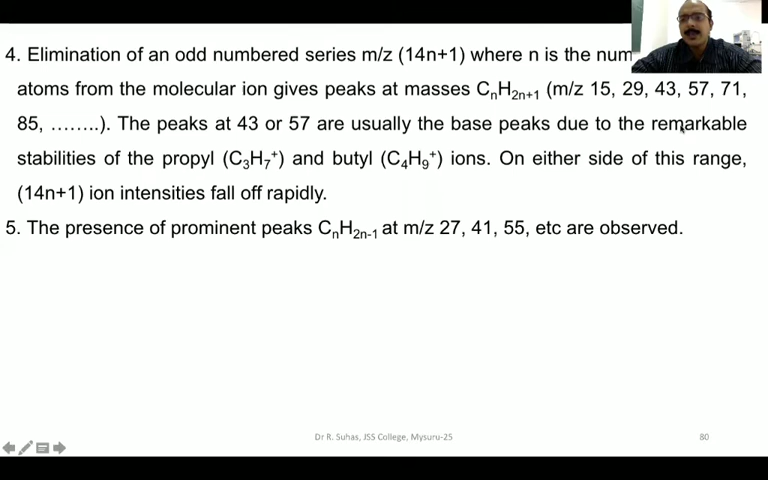 4. Elimination of an odd numbered series m/z (14n+1) where n is the
atoms from the molecular ion gives peaks at masses CₙH₂ₙ₊₁ (m/z 15, 29, 43, 57, 71,
85, ……..). The peaks at 43 or 57 are usually the base peaks due to the remarkable
stabilities of the propyl (C₃H₇⁺) and butyl (C₄H₉⁺) ions. On either side of this range,
(14n+1) ion intensities fall off rapidly.
5. The presence of prominent peaks CₙH₂ₙ₋₁ at m/z 27, 41, 55, etc are observed.
Dr R. Suhas, JSS College, Mysuru-25
80